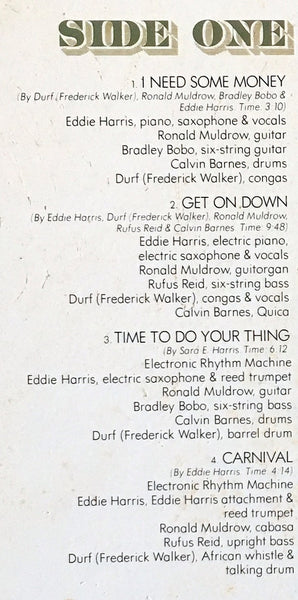 SIDE ONE
1. I NEED SOME MONEY
(By Durf (Frederick Walker), Ronald Muldrow, Bradley Bobo &
Eddie Harris. Time: 3:10)
Eddie Harris, piano, saxophone & vocals
Ronald Muldrow, guitar
Bradley Bobo, six-string guitar
Calvin Barnes, drums
Durf (Frederick Walker), congas
2. GET ON DOWN
(By Eddie Harris, Durf (Frederick Walker), Ronald Muldrow,
Rufus Reid & Calvin Barnes. Time: 9:48)
Eddie Harris, electric piano,
electric saxophone & vocals
Ronald Muldrow, guitorgan
Rufus Reid, six-string bass
Durf (Frederick Walker), congas & vocals
Calvin Barnes, Quica
3. TIME TO DO YOUR THING
(By Sara E. Harris. Time: 6:12
Electronic Rhythm Machine
Eddie Harris, electric saxophone & reed trumpet
Ronald Muldrow, guitar
Bradley Bobo, six-string bass
Calvin Barnes, drums
Durf (Frederick Walker), barrel drum
4. CARNIVAL
(By Eddie Harris. Time: 4:14)
Electronic Rhythm Machine
Eddie Harris, Eddie Harris attachment &
reed trumpet
Ronald Muldrow, cabasa
Rufus Reid, upright bass
Durf (Frederick Walker), African whistle &
talking drum